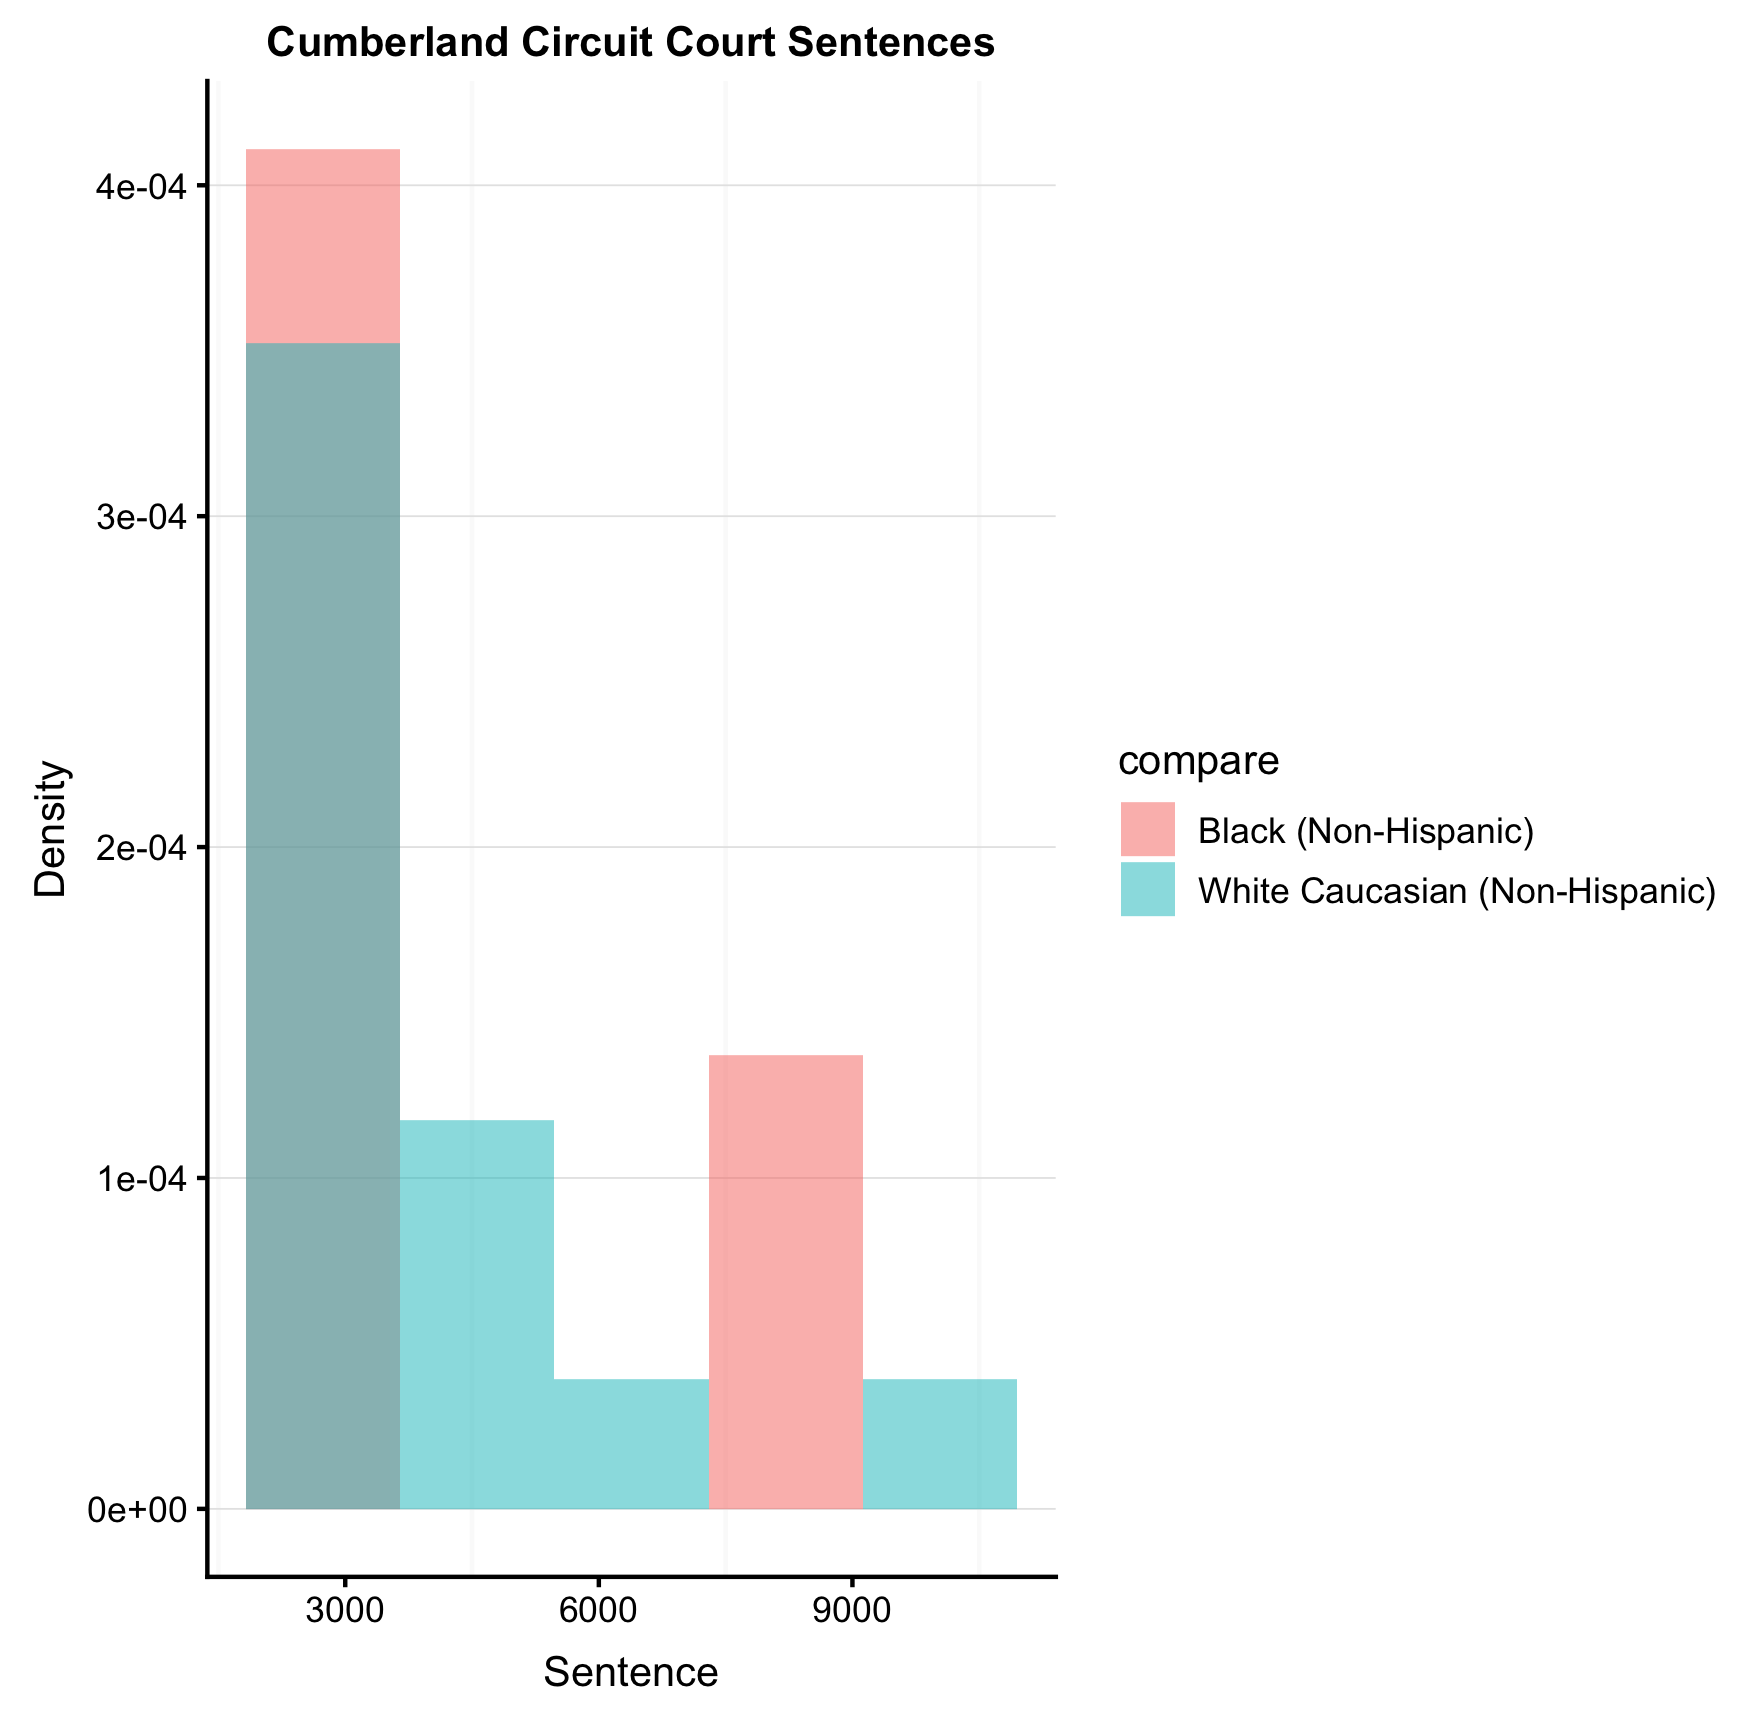 Cumberland Circuit Court Sentences
4e-04
3e-04
2e-04
1e-04
0e+00
Density
3000 6000 9000
Sentence
compare
Black (Non-Hispanic)
White Caucasian (Non-Hispanic)